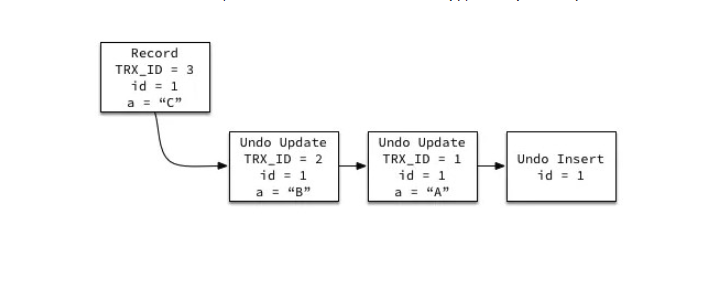 Record
TRX_ID = 3
id = 1
a = “C”
Undo Update
TRX_ID = 2
id = 1
a = “B”
Undo Update
TRX_ID = 1
id = 1
a = “A”
Undo Insert
id = 1